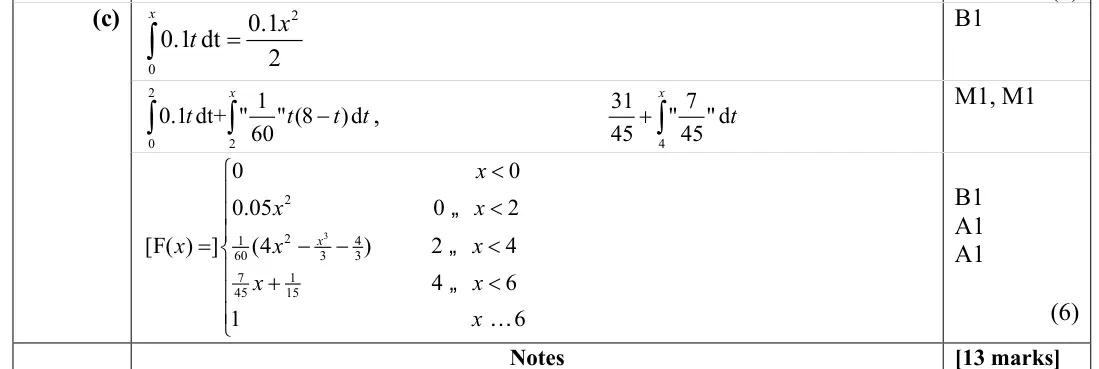 (c) ∫₀ˣ 0.1t dt = 0.1x²/2 B1
∫₀² 0.1t dt+∫₂ˣ "1/60"t(8−t)dt, 31/45 + ∫₄ˣ "7/45"dt M1, M1
0 x < 0
0.05x² 0 „ x < 2 B1
[F(x) =] { 1/60(4x² − x³/3 − 4/3) 2 „ x < 4 A1
7/45 x + 1/15 4 „ x < 6 A1
1 x …6 (6)
Notes [13 marks]